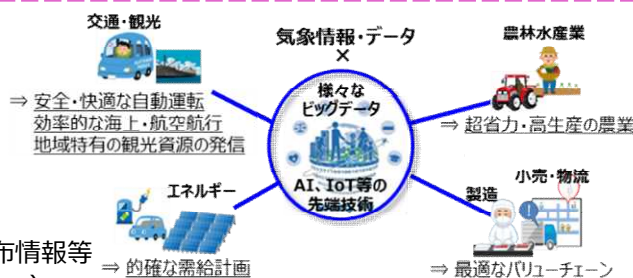 交通・観光
⇒ 安全・快適な自動運転
効率的な海上・航空航行
地域特有の観光資源の発信
気象情報・データ
×
様々な
ビッグデータ
AI、IoT等の
先端技術
農林水産業
⇒ 超省力・高生産の農業
エネルギー
⇒ 的確な需給計画
小売・物流
製造
⇒ 最適なバリューチェーン
布情報等